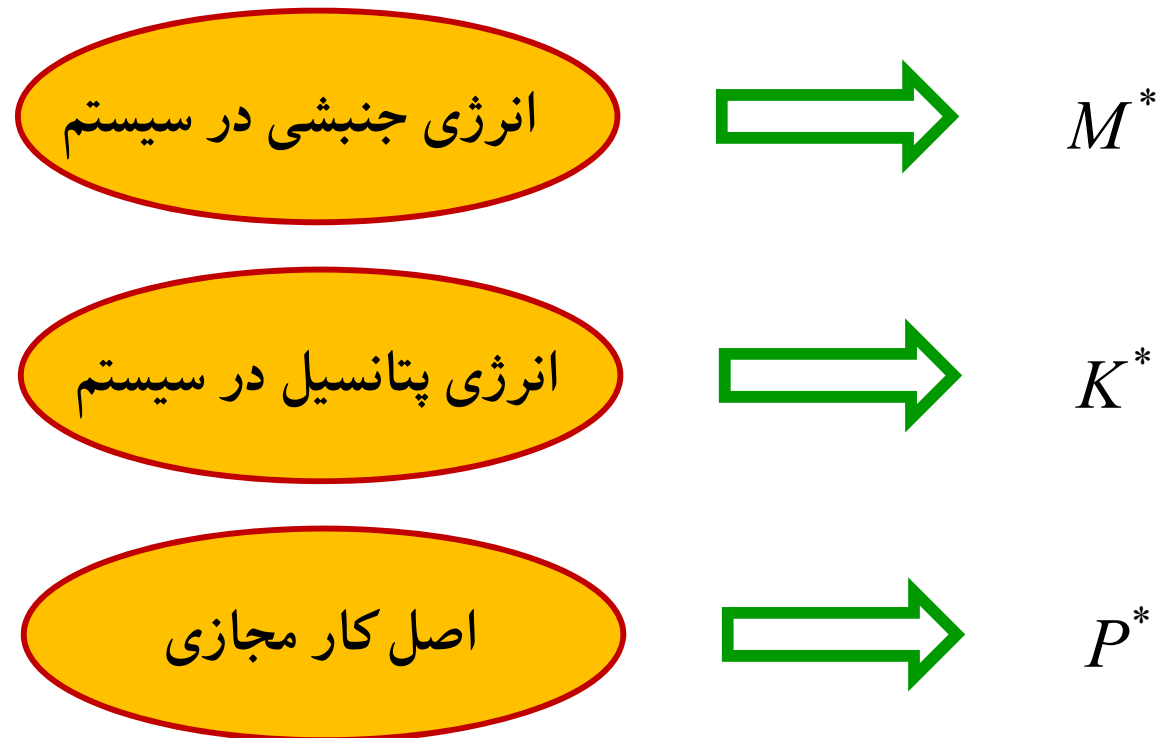 انرژی جنبشی در سیستم
M*
انرژی پتانسیل در سیستم
K*
اصل کار مجازی
P*